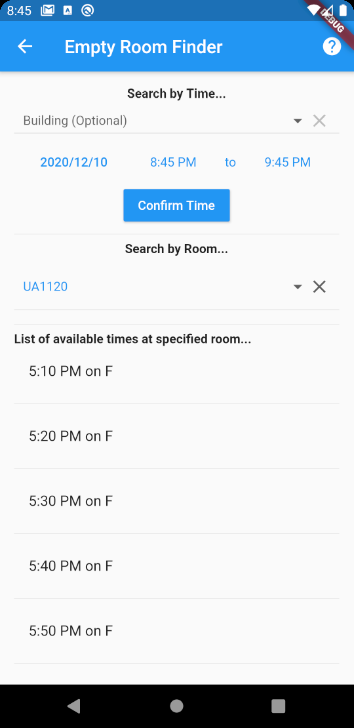 8:45
DEBUG
Empty Room Finder
Search by Time...
Building (Optional)
2020/12/10 8:45 PM to 9:45 PM
Confirm Time
Search by Room...
UA1120
List of available times at specified room...
5:10 PM on F
5:20 PM on F
5:30 PM on F
5:40 PM on F
5:50 PM on F